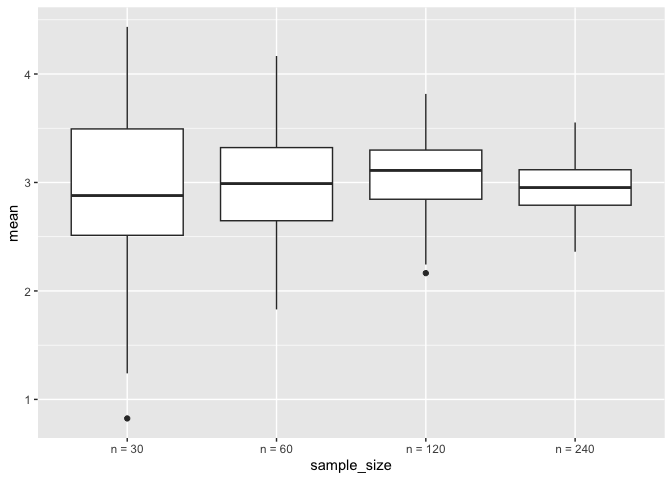 mean
4
3
2
1
n = 30
n = 60
n = 120
n = 240
sample_size